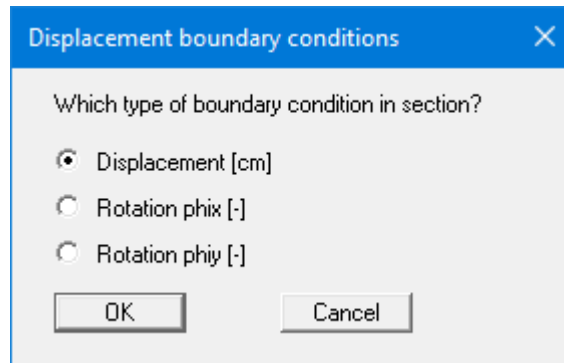 Displacement boundary conditions
Which type of boundary condition in section?
Displacement [cm]
Rotation phix [-]
Rotation phiy [-]
OK Cancel